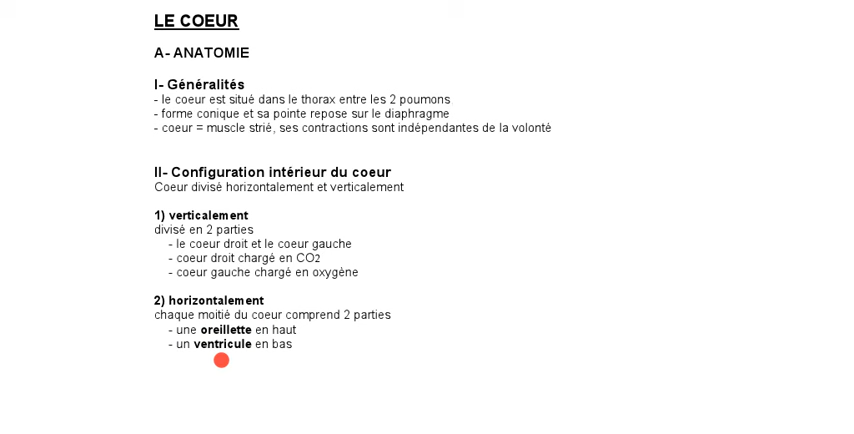 LE COEUR
A- ANATOMIE
I- Généralités
- le coeur est situé dans le thorax entre les 2 poumons
- forme conique et sa pointe repose sur le diaphragme
- coeur = muscle strié, ses contractions sont indépendantes de la volonté
II- Configuration intérieur du coeur
Coeur divisé horizontalement et verticalement
1) verticalement
divisé en 2 parties
- le coeur droit et le coeur gauche
- coeur droit chargé en CO2
- coeur gauche chargé en oxygène
2) horizontalement
chaque moitié du coeur comprend 2 parties
- une oreillette en haut
- un ventricule en bas